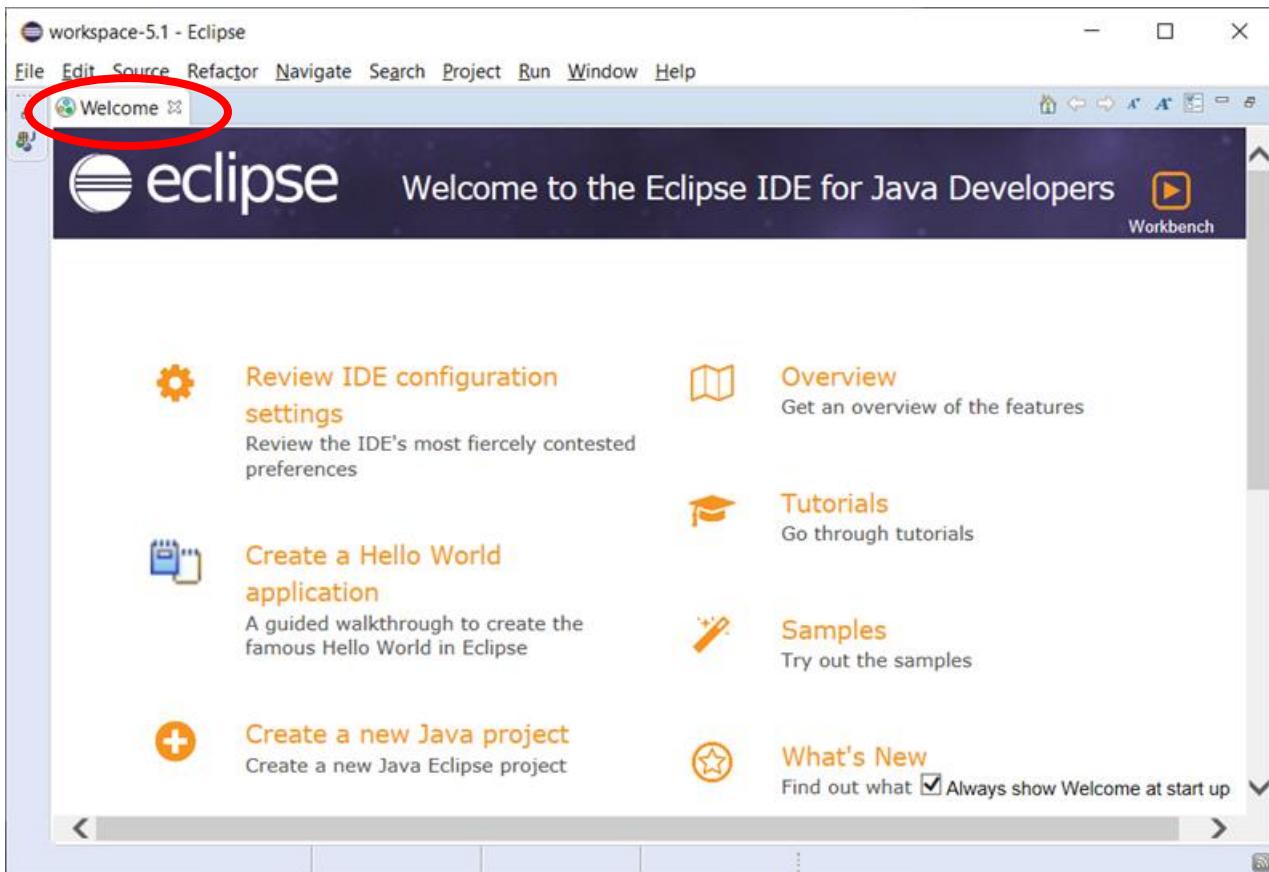 workspace-5.1 - Eclipse
File Edit Source Refactor Navigate Search Project Run Window Help
Welcome
eclipse Welcome to the Eclipse IDE for Java Developers
Workbench
Review IDE configuration
settings
Review the IDE's most fiercely contested
preferences
Create a Hello World
application
A guided walkthrough to create the
famous Hello World in Eclipse
Create a new Java project
Create a new Java Eclipse project
Overview
Get an overview of the features
Tutorials
Go through tutorials
Samples
Try out the samples
What's New
Find out what Always show Welcome at start up